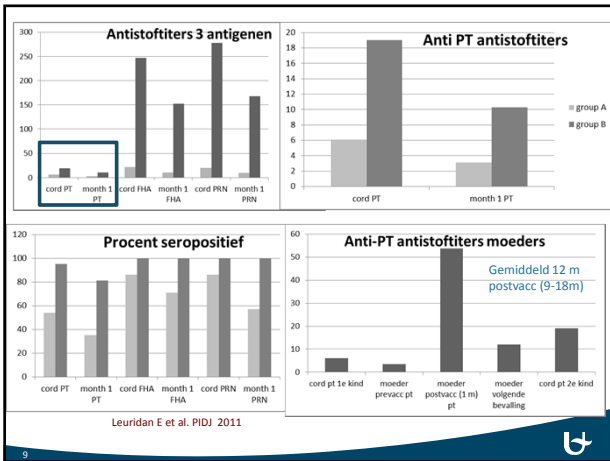 Antistoftiters 3 antigenen
300
250
200
150
100
50
0
cord PT
month 1
PT
cord FHA
month 1
FHA
cord PRN
month 1
PRN
Anti PT antistoftiters
20
18
16
14
12
10
8
6
4
2
0
cord PT
month 1 PT
group A
group B
Procent seropositief
120
100
80
60
40
20
0
cord PT
month 1
PT
cord FHA
month 1
FHA
cord PRN
month 1
PRN
Anti-PT antistoftiters moeders
60
50
40
30
20
10
0
Gemiddeld 12 m
postvacc (9-18m)
cord pt 1e kind
moeder
prevacc pt
moeder
postvacc (1 m)
pt
moeder
volgende
bevalling
cord pt 2e kind
Leuridan E et al. PIDJ 2011
9